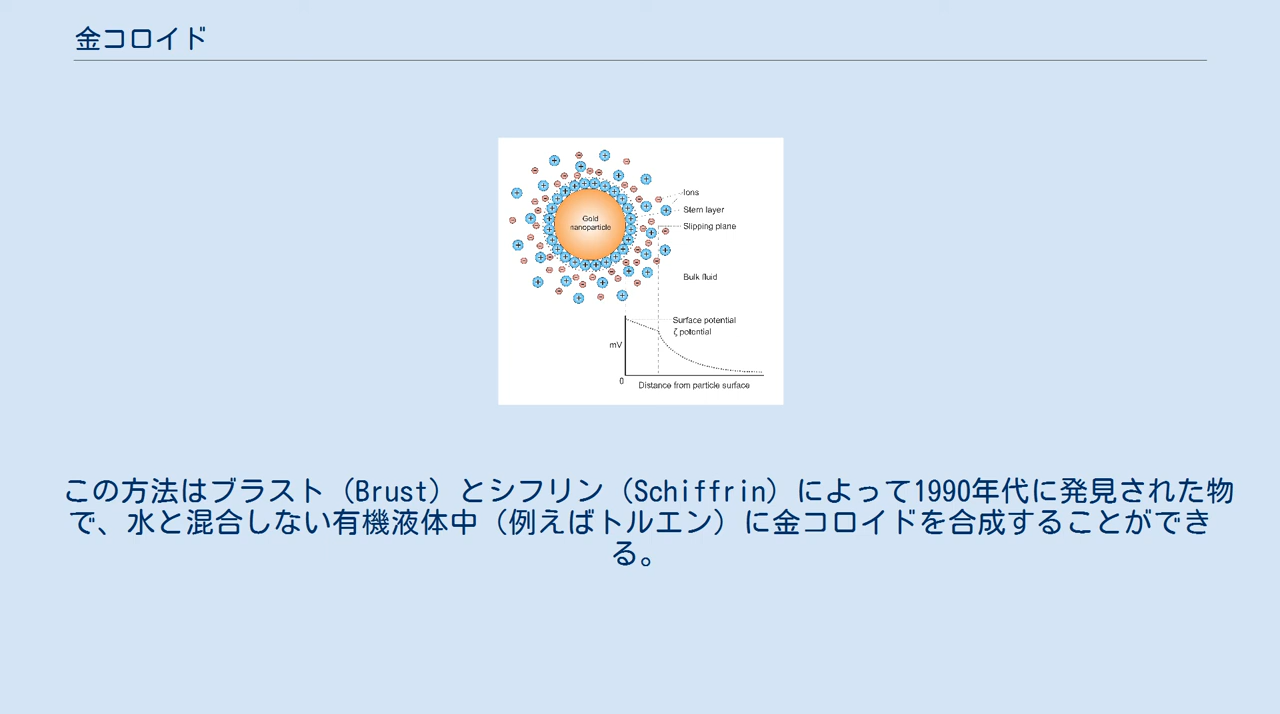 金コロイド
Gold
nanoparticle
Ions
Stern layer
Slipping plane
Bulk fluid
Surface potential
ζ potential
mV
0
Distance from particle surface
この方法はブラスト（Brust）とシフリン（Schiffrin）によって1990年代に発見された物
で、水と混合しない有機液体中（例えばトルエン）に金コロイドを合成することができ
る。